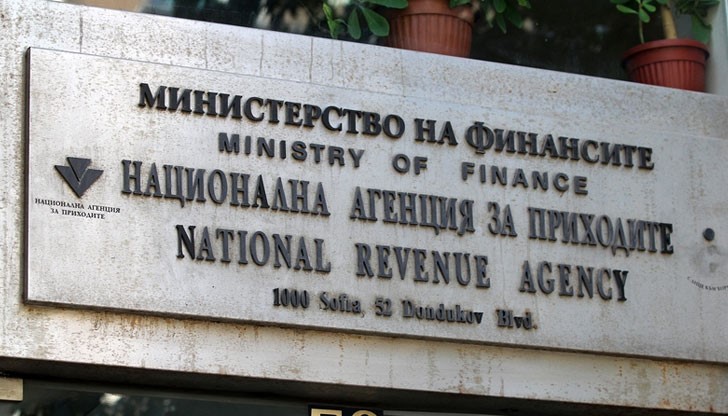 МИНИСТЕРСТВО НА ФИНАНСИТЕ
MINISTRY OF FINANCE
НАЦИОНАЛНА АГЕНЦИЯ ЗА ПРИХОДИТЕ
NATIONAL REVENUE AGENCY
1000 Sofia, 52 Dondukov Blvd.
НАЦИОНАЛНА АГЕНЦИЯ
ЗА ПРИХОДИТЕ